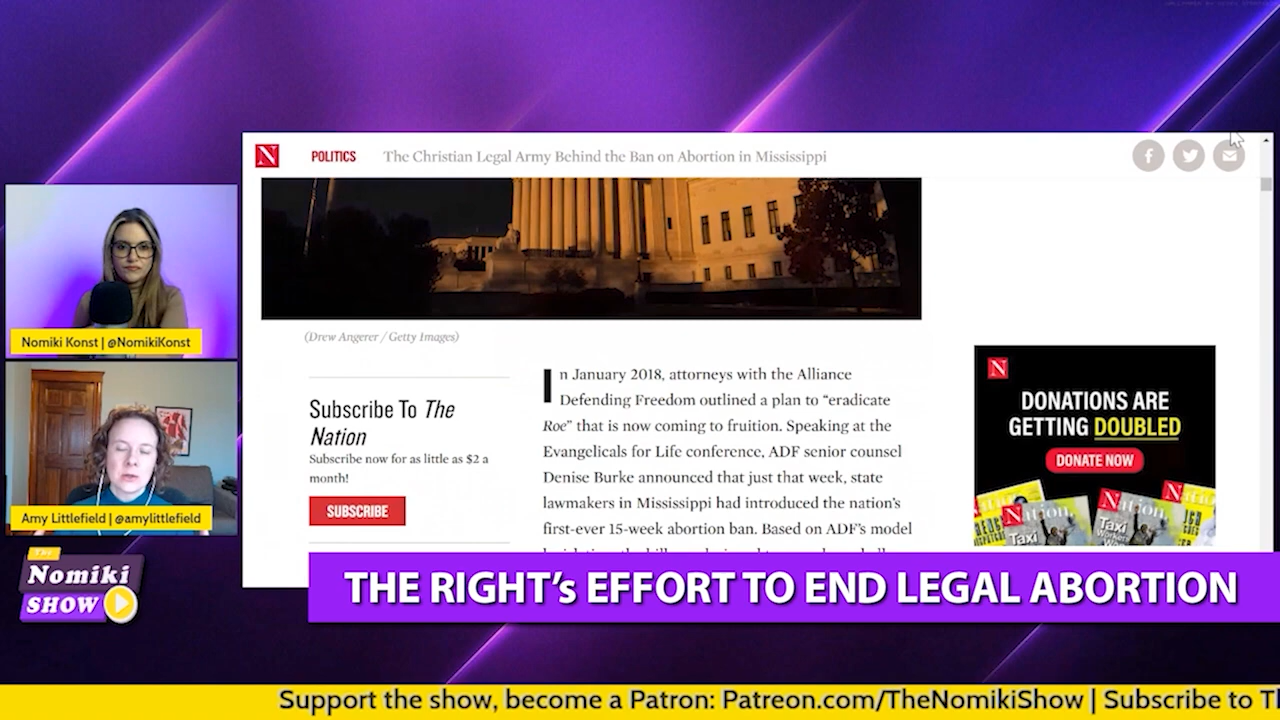 N POLITICS The Christian Legal Army Behind the Ban on Abortion in Mississippi
(Drew Angerer / Getty Images)
Subscribe To The
Nation
Subscribe now for as little as $2 a
month!
SUBSCRIBE
In January 2018, attorneys with the Alliance
Defending Freedom outlined a plan to “eradicate
Roe” that is now coming to fruition. Speaking at the
Evangelicals for Life conference, ADF senior counsel
Denise Burke announced that just that week, state
lawmakers in Mississippi had introduced the nation’s
first-ever 15-week abortion ban. Based on ADF’s model
N
DONATIONS ARE
GETTING DOUBLED
DONATE NOW
Nation.
Taxi
Nomiki Konst | @NomikiKonst
Amy Littlefield | @amylittlefield
The
Nomiki
SHOW
THE RIGHT’s EFFORT TO END LEGAL ABORTION
Support the show, become a Patron: Patreon.com/TheNomikiShow | Subscribe to